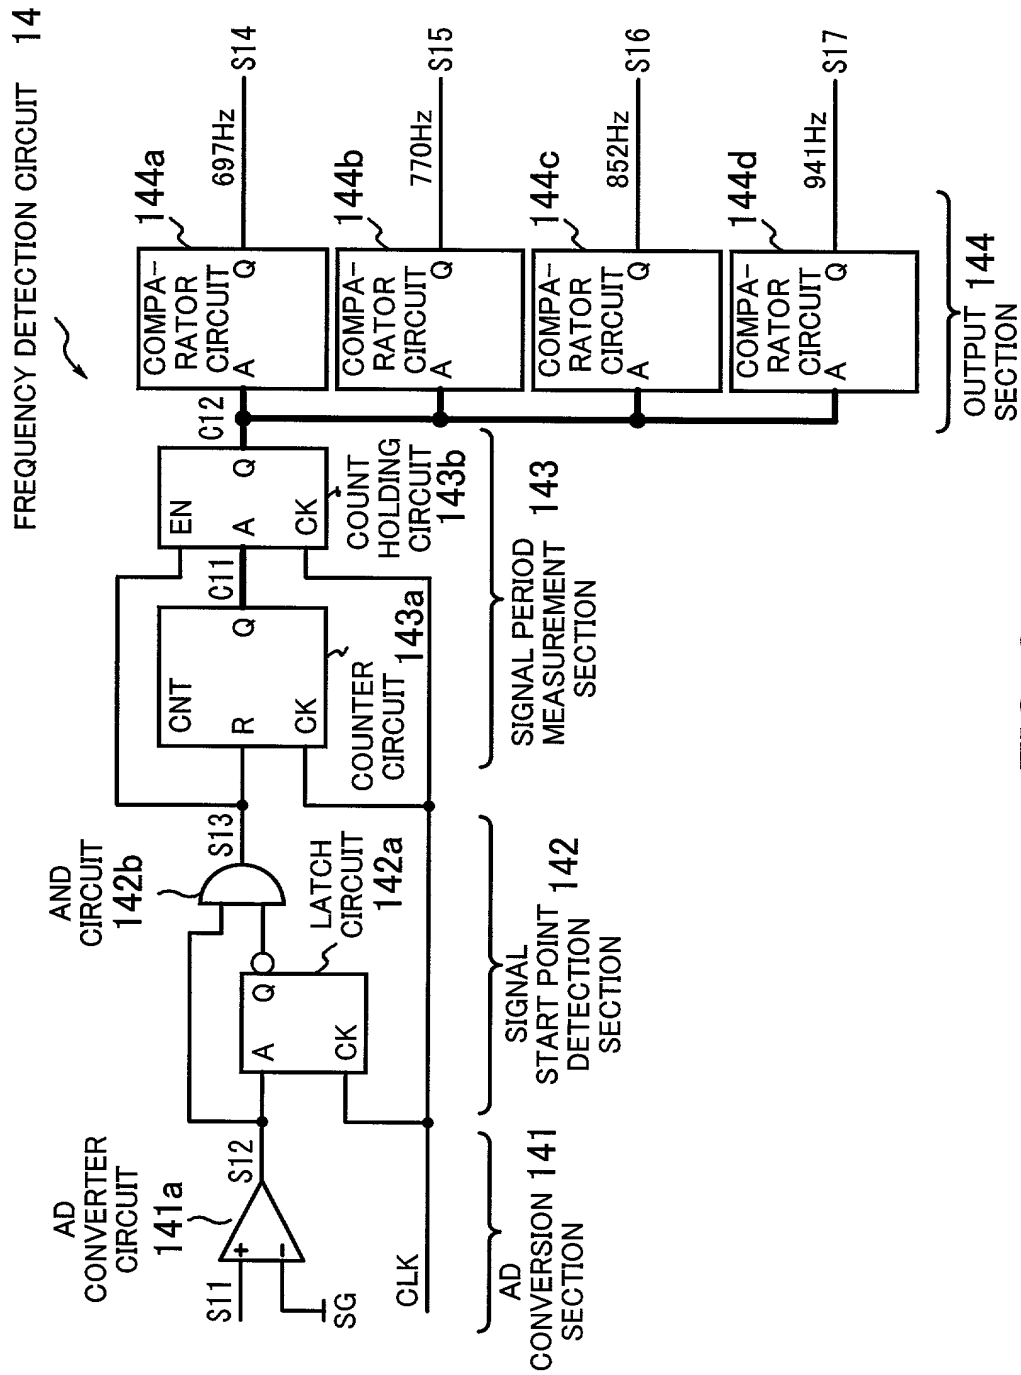 FREQUENCY DETECTION CIRCUIT 14
AD
CONVERTER
CIRCUIT
141a
S11
+
−
SG
S12
CLK
AND
CIRCUIT
142b
A
Q
CK
LATCH
CIRCUIT
142a
S13
CNT
R
Q
CK
COUNTER
CIRCUIT
143a
C11
EN
A
Q
CK
COUNT
HOLDING
CIRCUIT
143b
C12
COMPA-
RATOR
CIRCUIT
A
Q
144a
697Hz
S14
COMPA-
RATOR
CIRCUIT
A
Q
144b
770Hz
S15
COMPA-
RATOR
CIRCUIT
A
Q
144c
852Hz
S16
COMPA-
RATOR
CIRCUIT
A
Q
144d
941Hz
S17
AD
CONVERSION 141
SECTION
SIGNAL
START POINT 142
DETECTION
SECTION
SIGNAL PERIOD 143
MEASUREMENT
SECTION
OUTPUT 144
SECTION